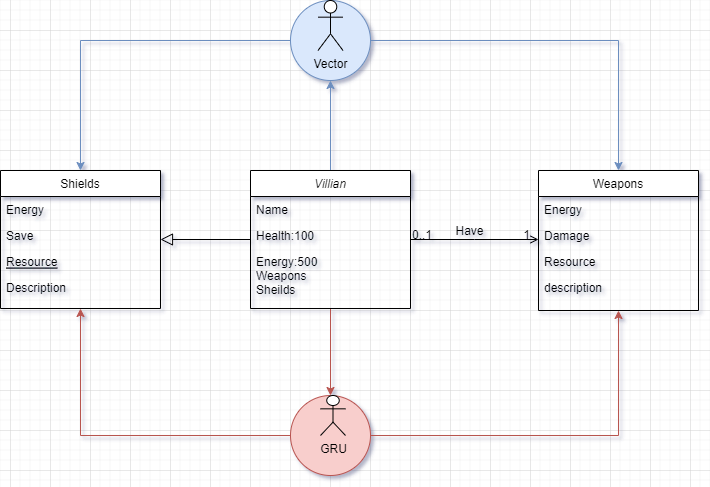 Vector
Shields
Energy
Save
Resource
Description
Villian
Name
Health:100
Energy:500
Weapons
Sheilds
0..1
Have
1
Weapons
Energy
Damage
Resource
description
GRU